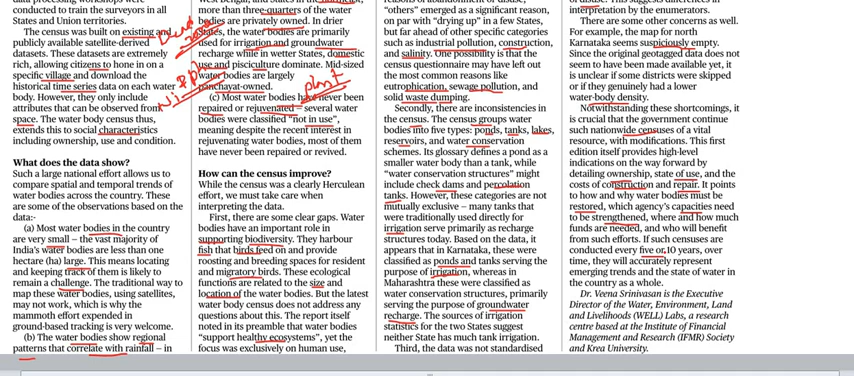 conducted to train the surveyors in all
States and Union territories.
The census was built on existing and
publicly available satellite-derived
datasets. These datasets are extremely
rich, allowing citizens to hone in on a
specific village and download the
historical time series data on each water
body. However, they only include
attributes that can be observed from
space. The water body census thus,
extends this to social characteristics
including ownership, use and condition.
What does the data show?
Such a large national effort allows us to
compare spatial and temporal trends of
water bodies across the country. These
are some of the observations based on the
data:-
(a) Most water bodies in the country
are very small – the vast majority of
India's water bodies are less than one
hectare (ha) large. This means locating
and keeping track of them is likely to
remain a challenge. The traditional way to
map these water bodies, using satellites,
may not work, which is why the
mammoth effort expended in
ground-based tracking is very welcome.
(b) The water bodies show regional
patterns that correlate with rainfall – in
more than three-quarters of the water
bodies are privately owned. In drier
States, the water bodies are primarily
used for irrigation and groundwater
recharge while in wetter States, domestic
use and pisciculture dominate. Mid-sized
water bodies are largely
panchayat-owned.
(c) Most water bodies have never been
repaired or rejuvenated – several water
bodies were classified "not in use",
meaning despite the recent interest in
rejuvenating water bodies, most of them
have never been repaired or revived.
How can the census improve?
While the census was clearly a Herculean
effort, we must take care when
interpreting the data.
First, there are some clear gaps. Water
bodies have an important role in
supporting biodiversity. They harbour
fish that birds feed on and provide
roosting and breeding spaces for resident
and migratory birds. These ecological
functions are related to the size and
location of the water bodies. But the latest
water body census does not address any
questions about this. The report itself
noted in its preamble that water bodies
"support healthy ecosystems", yet the
focus was exclusively on human use,
"others" emerged as a significant reason,
on par with "drying up" in a few States,
but far ahead of other specific categories
such as industrial pollution, construction,
and salinity. One possibility is that the
census questionnaire may have left out
the most common reasons like
eutrophication, sewage pollution, and
solid waste dumping.
Secondly, there are inconsistencies in
the census. The census groups water
bodies into five types: ponds, tanks, lakes,
reservoirs, and water conservation
schemes. Its glossary defines a pond as a
smaller water body than a tank, while
"water conservation structures" might
include check dams and percolation
tanks. However, these categories are not
mutually exclusive – many tanks that
were traditionally used directly for
irrigation serve primarily as recharge
structures today. Based on the data, it
appears that in Karnataka, these were
classified as ponds and tanks serving the
purpose of irrigation, whereas in
Maharashtra these were classified as
water conservation structures, primarily
serving the purpose of groundwater
recharge. The sources of irrigation
statistics for the two States suggest
neither State has much tank irrigation.
Third, the data was not standardised
interpretation by the enumerators.
There are some other concerns as well.
For example, the map for north
Karnataka seems suspiciously empty.
Since the original geotagged data does not
seem to have been made available yet, it
is unclear if some districts were skipped
or if they genuinely had a lower
water-body density.
Notwithstanding these shortcomings, it
is crucial that the government continue
such nationwide censuses of a vital
resource, with modifications. This first
edition itself provides high-level
indications on the way forward by
detailing ownership, state of use, and the
costs of construction and repair. It points
to how and why water bodies must be
restored, which agency's capacities need
to be strengthened, where and how much
funds are needed, and who will benefit
from such efforts. If such censuses are
conducted every five or 10 years, over
time, they will accurately represent
emerging trends and the state of water in
the country as a whole.
Dr. Veena Srinivasan is the Executive
Director of the Water, Environment, Land
and Livelihoods (WELL) Labs, a research
centre based at the Institute of Financial
Management and Research (IFMR) Society
and Krea University.